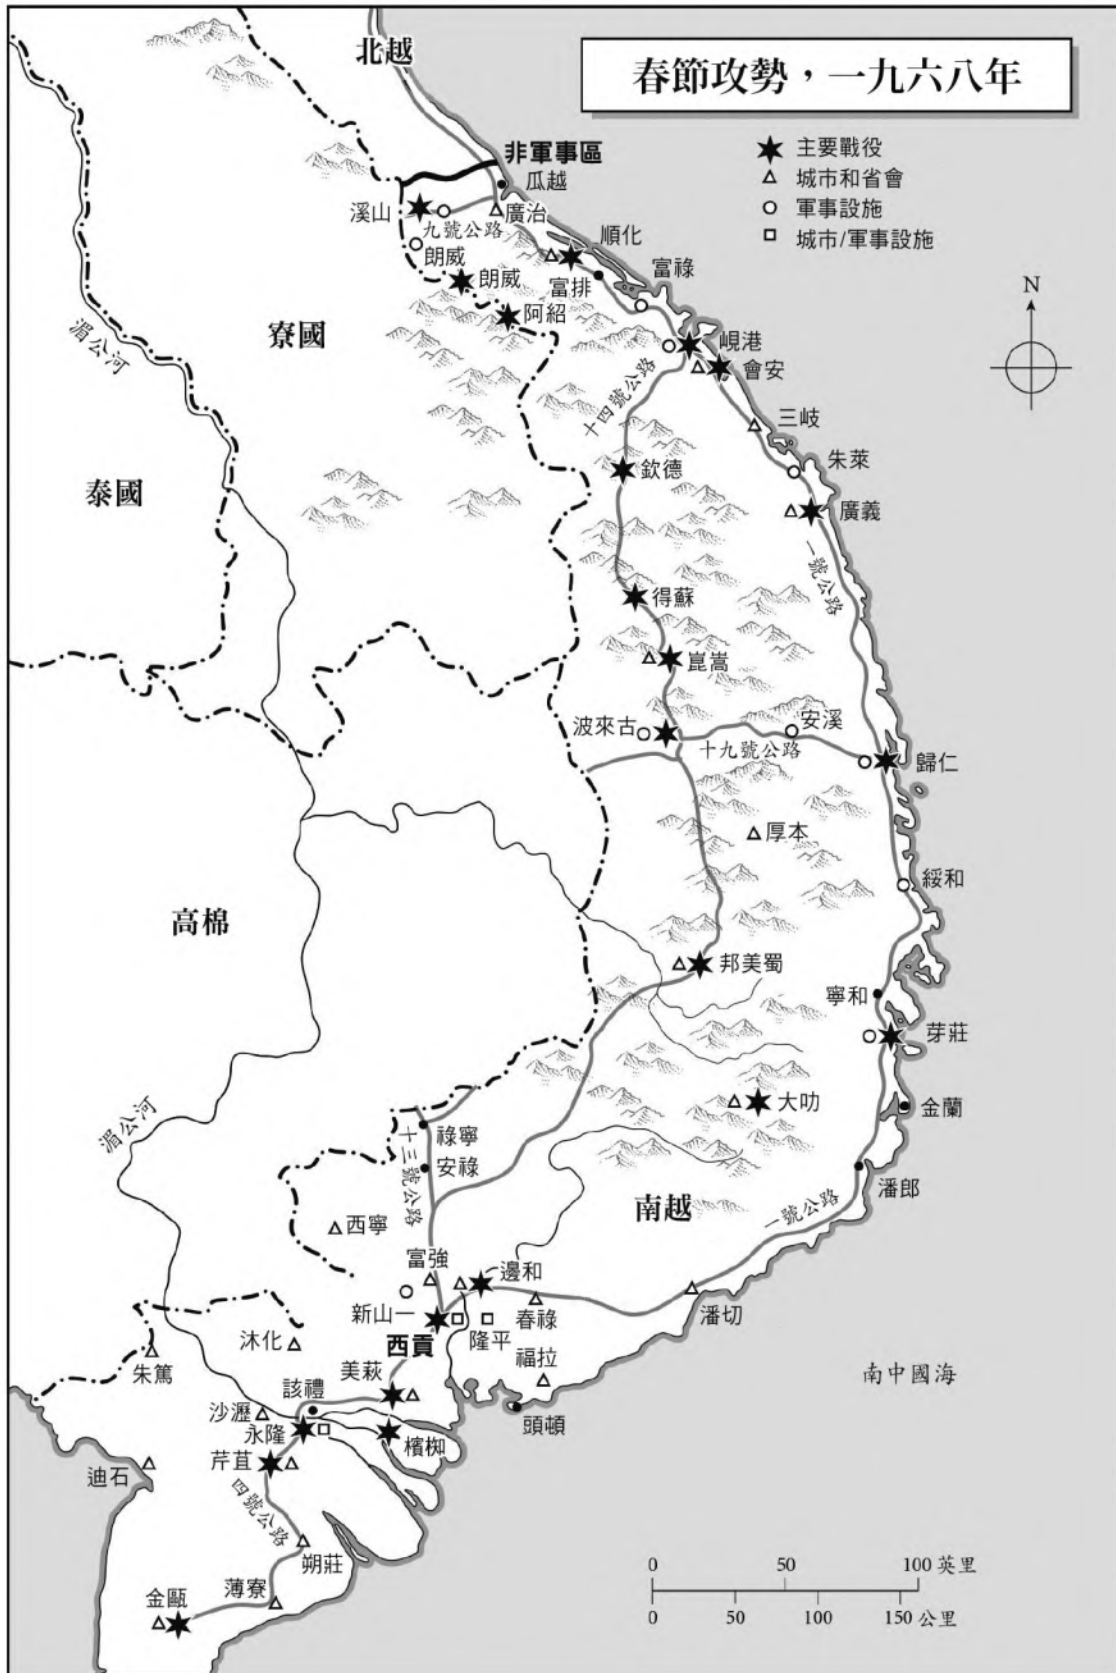 春節攻勢，一九六八年
主要戰役
城市和省會
軍事設施
城市/軍事設施
N
北越
非軍事區
瓜越
溪山
九號公路
廣治
朗威
朗威
順化
富排
富祿
阿紹
湄公河
寮國
峴港
會安
十四號公路
三岐
朱萊
泰國
欽德
廣義
一號公路
得蘇
崑嵩
波來古
安溪
十九號公路
歸仁
厚本
綏和
高棉
邦美蜀
寧和
芽莊
大叻
金蘭
湄公河
祿寧
十三號公路
安祿
潘郎
南越
一號公路
西寧
富強
邊和
新山一
春祿
潘切
西貢
隆平
沐化
朱篤
美萩
福拉
南中國海
該禮
頭頓
沙瀝
永隆
檳椥
芹苴
迪石
四號公路
朔莊
薄寮
金甌
0 50 100 英里
0 50 100 150 公里